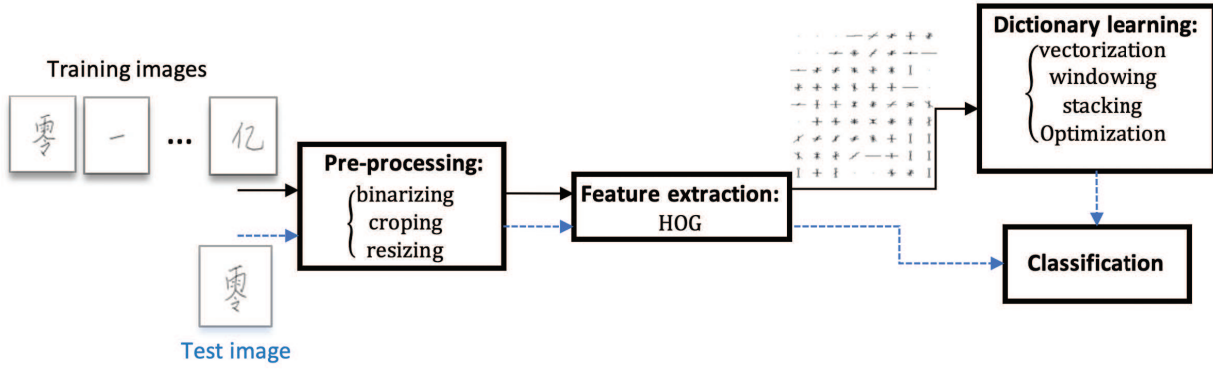 Training images
零 一 ... 亿
Pre-processing:
binarizing
croping
resizing
零
Test image
Feature extraction:
HOG
Dictionary learning:
vectorization
windowing
stacking
Optimization
Classification